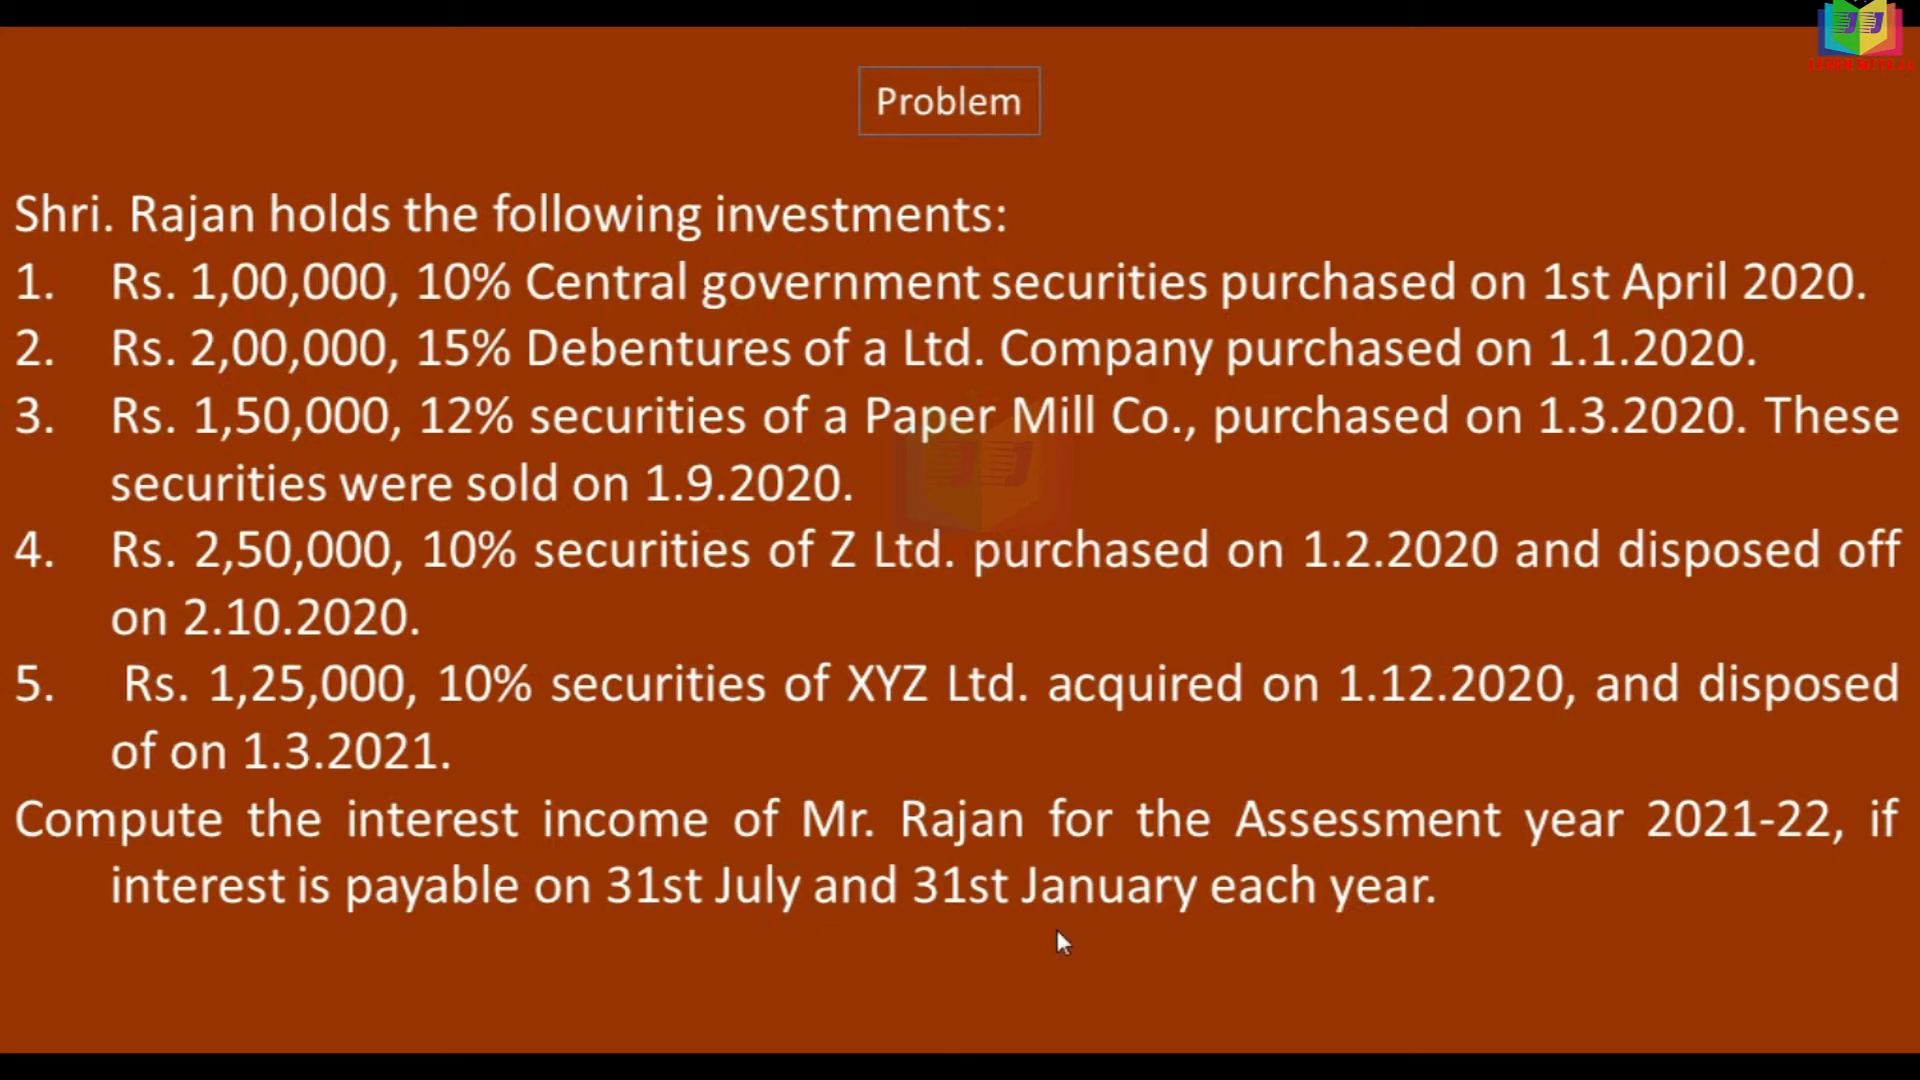 Problem
Shri. Rajan holds the following investments:
1. Rs. 1,00,000, 10% Central government securities purchased on 1st April 2020.
2. Rs. 2,00,000, 15% Debentures of a Ltd. Company purchased on 1.1.2020.
3. Rs. 1,50,000, 12% securities of a Paper Mill Co., purchased on 1.3.2020. These
securities were sold on 1.9.2020.
4. Rs. 2,50,000, 10% securities of Z Ltd. purchased on 1.2.2020 and disposed off
on 2.10.2020.
5. Rs. 1,25,000, 10% securities of XYZ Ltd. acquired on 1.12.2020, and disposed
of on 1.3.2021.
Compute the interest income of Mr. Rajan for the Assessment year 2021-22, if
interest is payable on 31st July and 31st January each year.